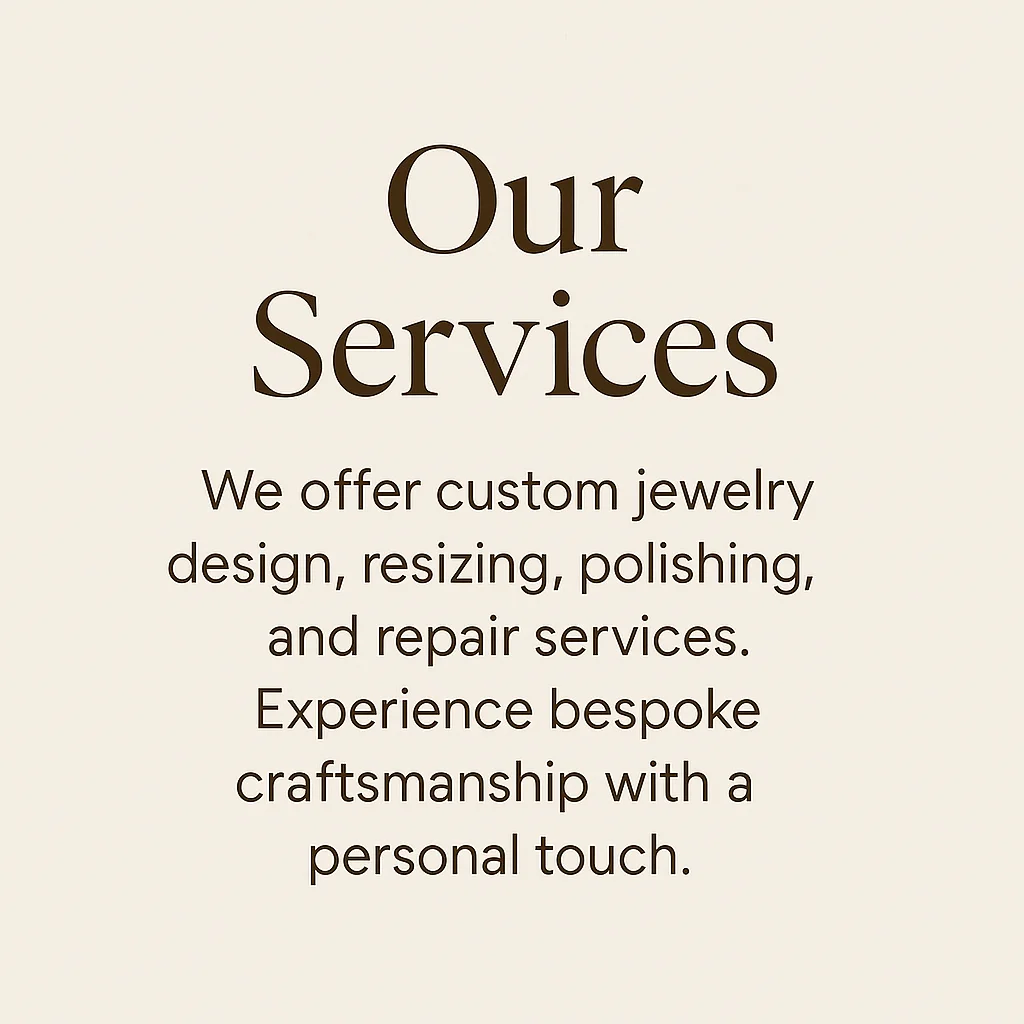 Our
Services
We offer custom jewelry
design, resizing, polishing,
and repair services.
Experience bespoke
craftsmanship with a
personal touch.